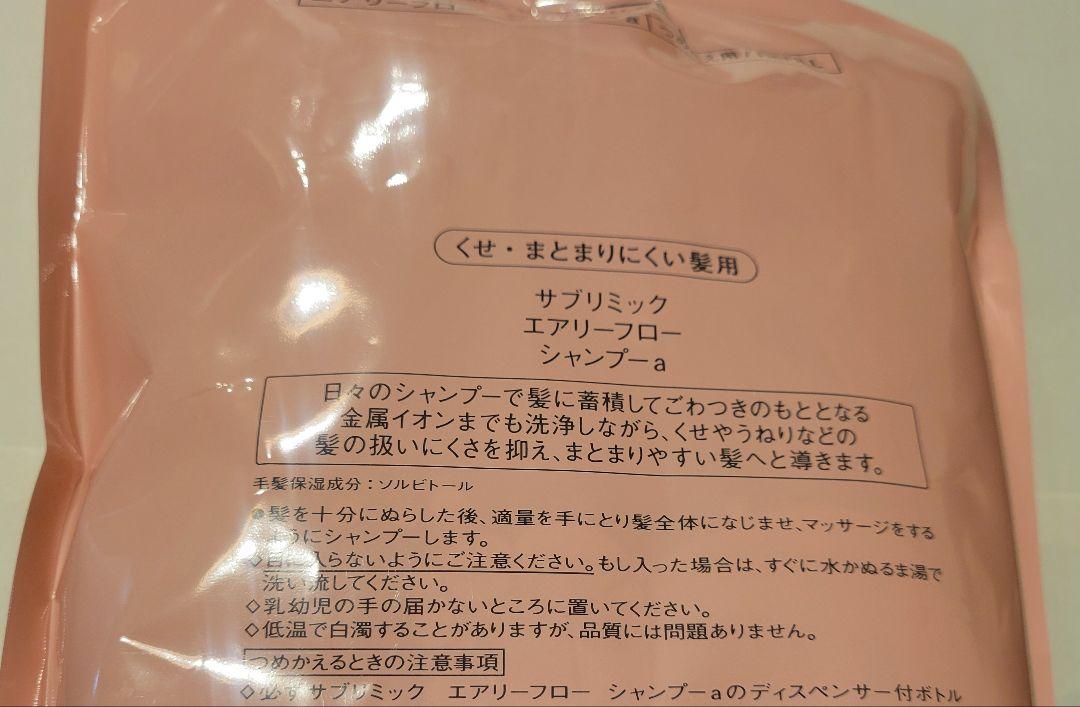 エアリーフロー
くせ・まとまりにくい髪用
サブリミック
エアリーフロー
シャンプーa
日々のシャンプーで髪に蓄積してごわつきのもととなる
金属イオンまでも洗浄しながら、くせやうねりなどの
髪の扱いにくさを抑え、まとまりやすい髪へと導きます。
毛髪保湿成分：ソルビトール
髪を十分にぬらした後、適量を手にとり髪全体になじませ、マッサージをする
ようにシャンプーします。
◇目に入らないようにご注意ください。もし入った場合は、すぐに水かぬるま湯で
洗い流してください。
◇乳幼児の手の届かないところに置いてください。
◇低温で白濁することがありますが、品質には問題ありません。
つめかえるときの注意事項
◇必ずサブリミック エアリーフロー シャンプーaのディスペンサー付ボトル